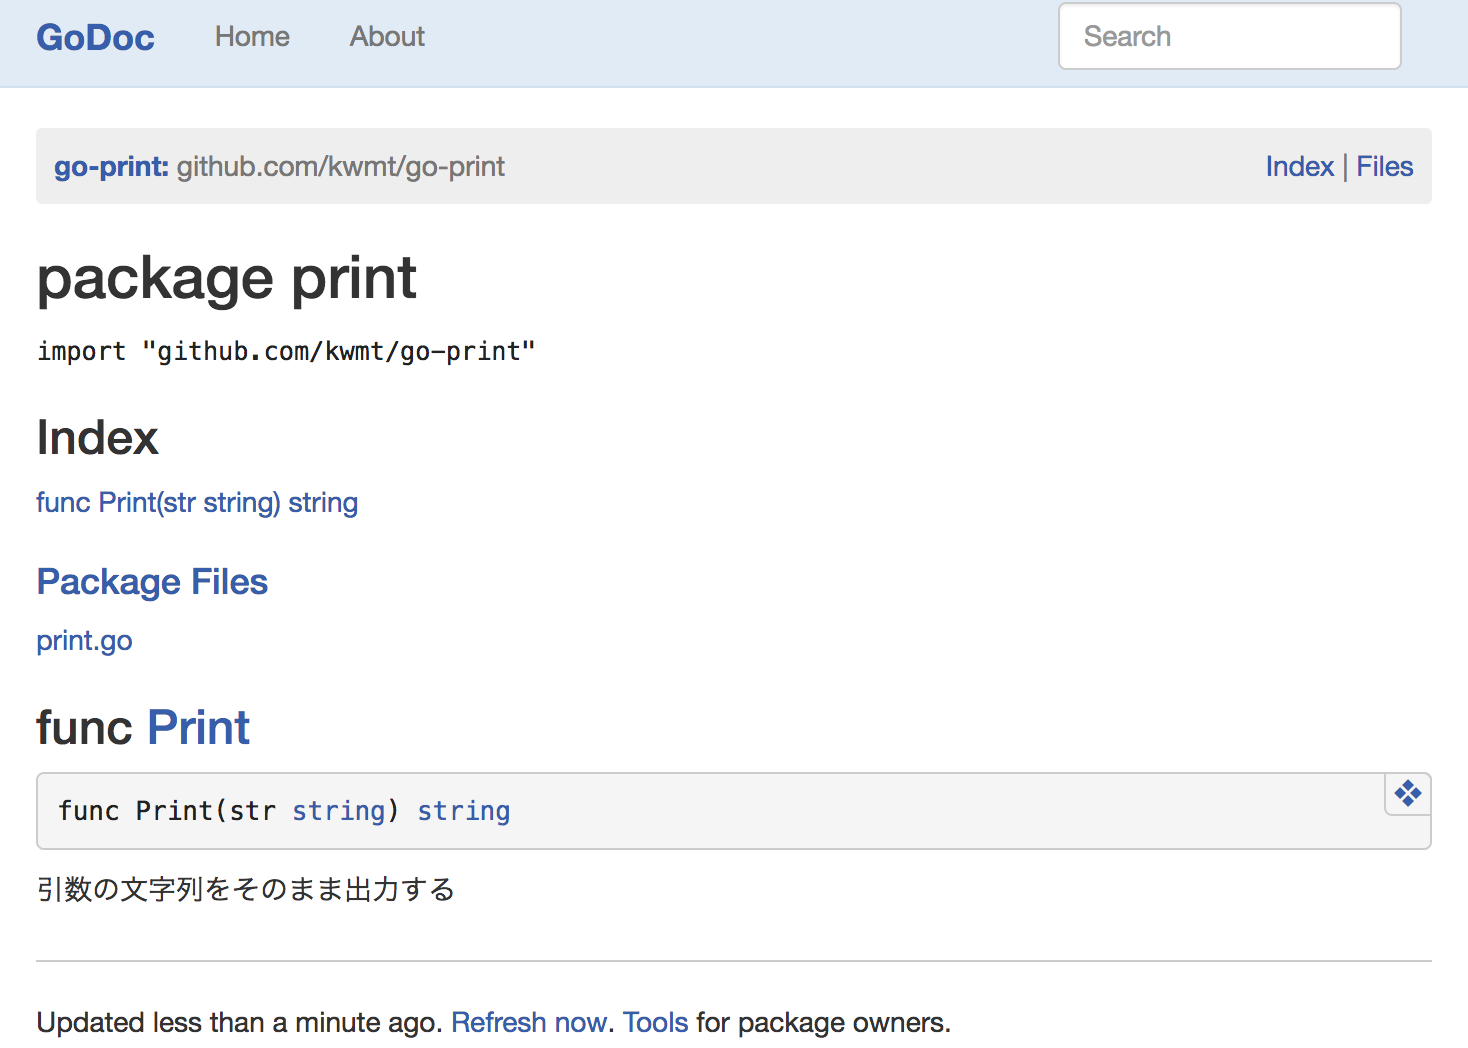 GoDoc Home About Search
go-print: github.com/kwmt/go-print Index | Files
package print
import "github.com/kwmt/go-print"
Index
func Print(str string) string
Package Files
print.go
func Print
func Print(str string) string
引数の文字列をそのまま出力する
Updated less than a minute ago. Refresh now. Tools for package owners.